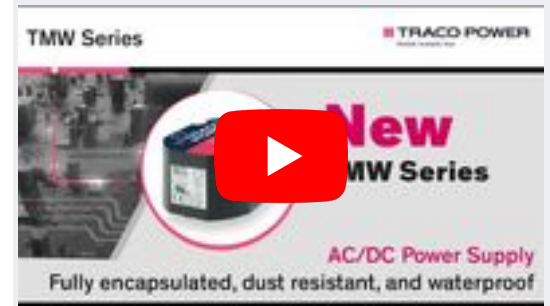 TMW Series
TRACO POWER
New
MW Series
AC/DC Power Supply
Fully encapsulated, dust resistant, and waterproof